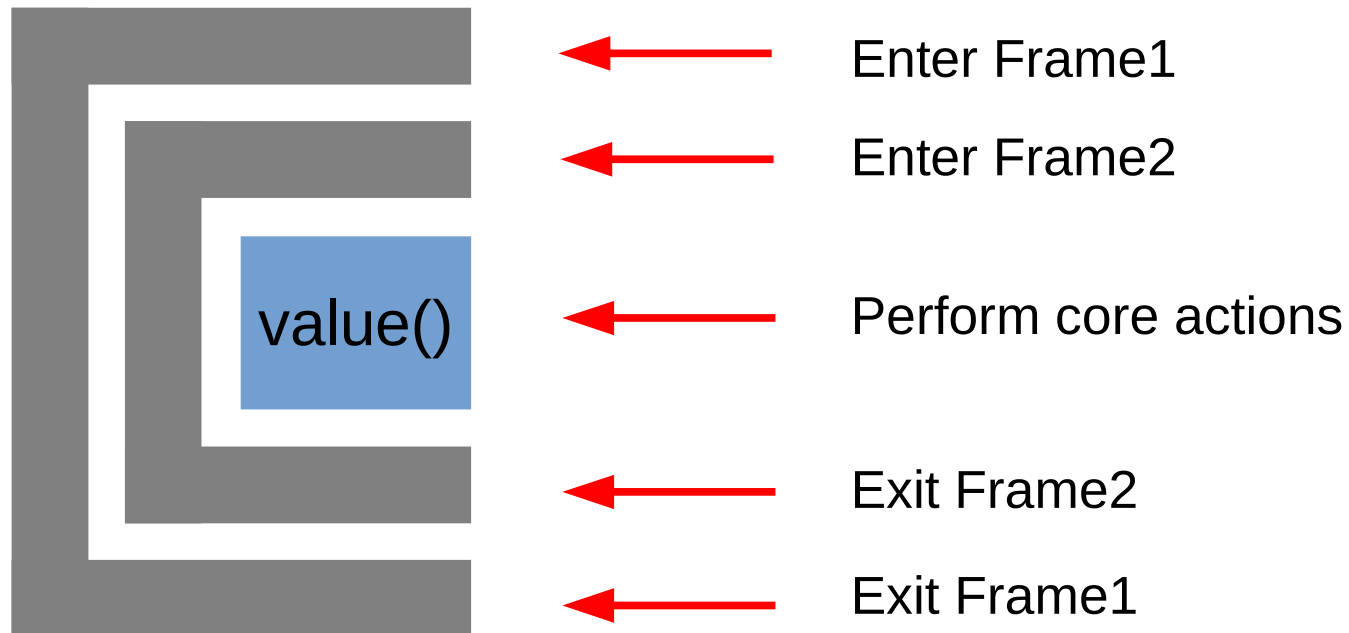 Enter Frame1
Enter Frame2
value()
Perform core actions
Exit Frame2
Exit Frame1